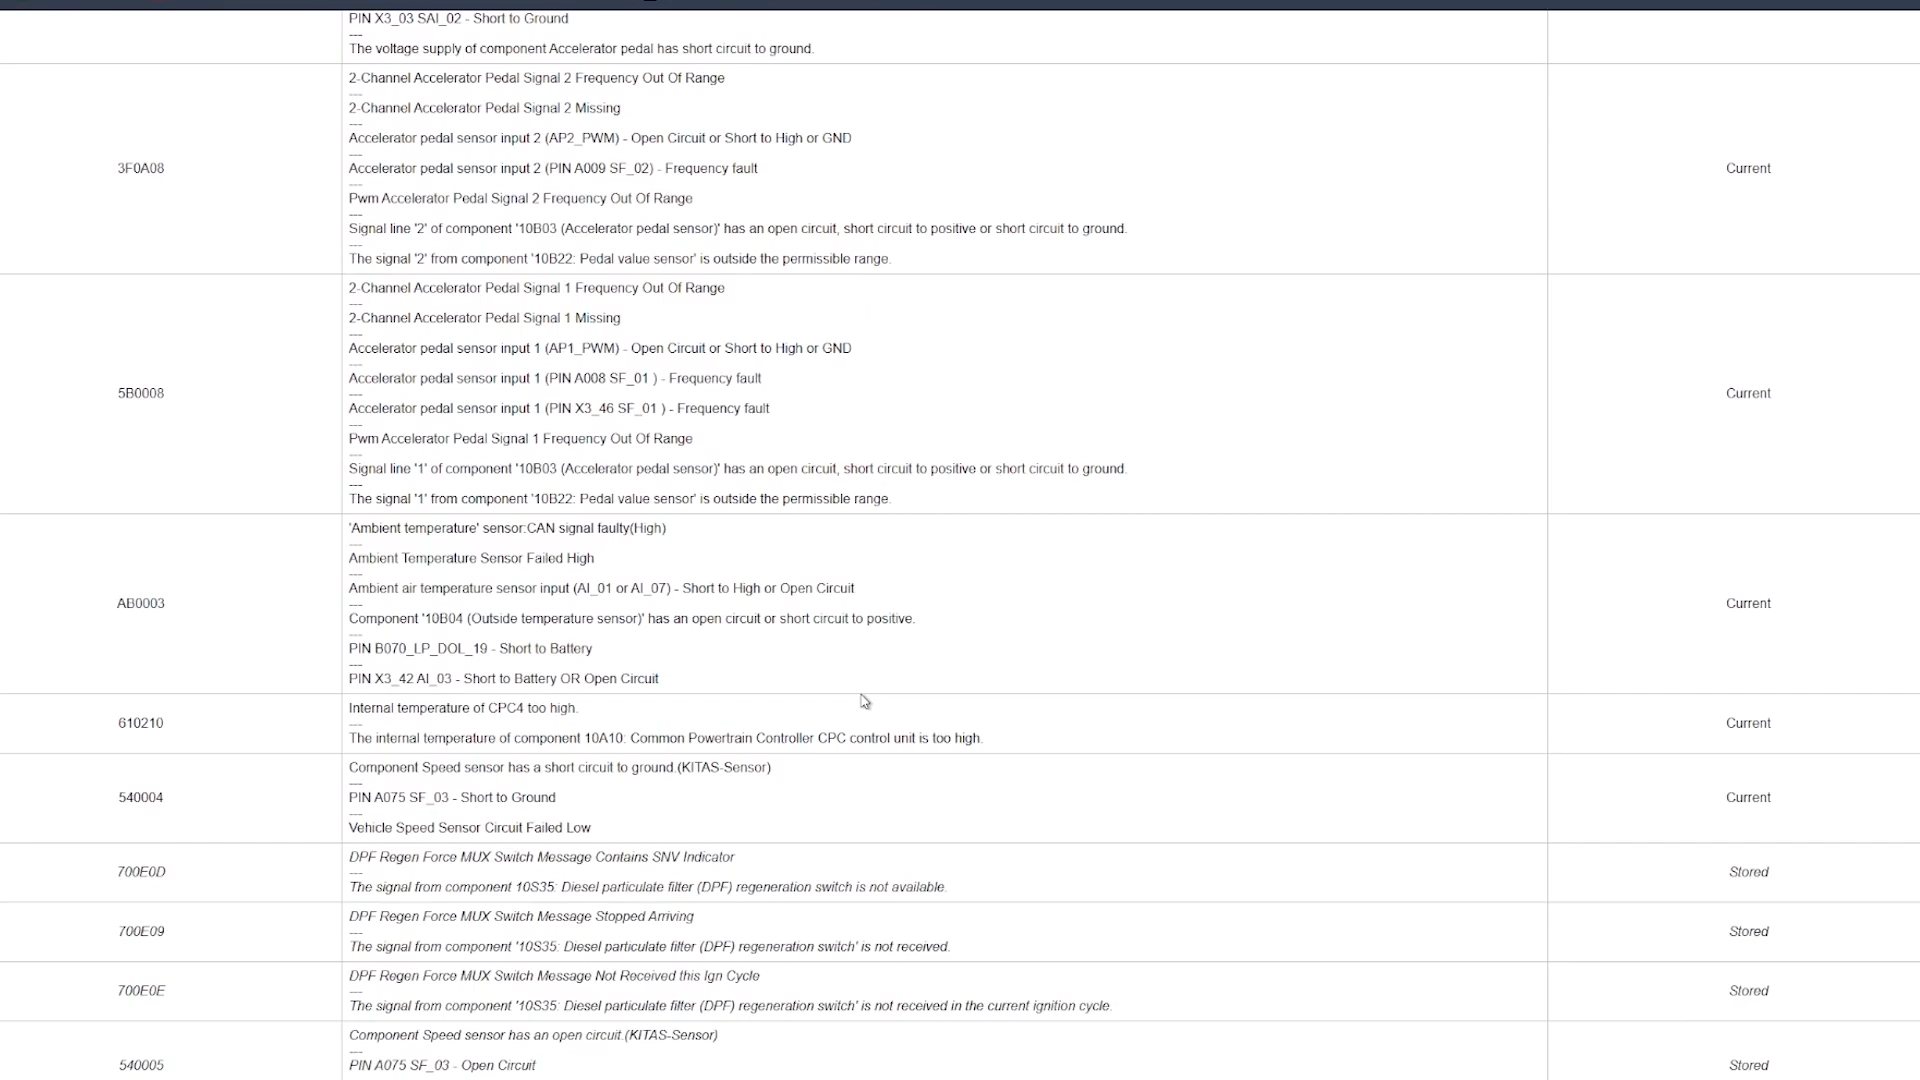 PIN X3_03 SAI_02 - Short to Ground
---
The voltage supply of component Accelerator pedal has short circuit to ground.
3F0A08
2-Channel Accelerator Pedal Signal 2 Frequency Out Of Range
---
2-Channel Accelerator Pedal Signal 2 Missing
---
Accelerator pedal sensor input 2 (AP2_PWM) - Open Circuit or Short to High or GND
---
Accelerator pedal sensor input 2 (PIN A009 SF_02) - Frequency fault
---
Pwm Accelerator Pedal Signal 2 Frequency Out Of Range
---
Signal line '2' of component '10B03 (Accelerator pedal sensor)' has an open circuit, short circuit to positive or short circuit to ground.
---
The signal '2' from component '10B22: Pedal value sensor' is outside the permissible range.
Current
5B0008
2-Channel Accelerator Pedal Signal 1 Frequency Out Of Range
---
2-Channel Accelerator Pedal Signal 1 Missing
---
Accelerator pedal sensor input 1 (AP1_PWM) - Open Circuit or Short to High or GND
---
Accelerator pedal sensor input 1 (PIN A008 SF_01 ) - Frequency fault
---
Accelerator pedal sensor input 1 (PIN X3_46 SF_01 ) - Frequency fault
---
Pwm Accelerator Pedal Signal 1 Frequency Out Of Range
---
Signal line '1' of component '10B03 (Accelerator pedal sensor)' has an open circuit, short circuit to positive or short circuit to ground.
---
The signal '1' from component '10B22: Pedal value sensor' is outside the permissible range.
Current
AB0003
'Ambient temperature' sensor:CAN signal faulty(High)
---
Ambient Temperature Sensor Failed High
---
Ambient air temperature sensor input (AI_01 or AI_07) - Short to High or Open Circuit
---
Component '10B04 (Outside temperature sensor)' has an open circuit or short circuit to positive.
---
PIN B070_LP_DOL_19 - Short to Battery
---
PIN X3_42 AI_03 - Short to Battery OR Open Circuit
Current
610210
Internal temperature of CPC4 too high.
---
The internal temperature of component 10A10: Common Powertrain Controller CPC control unit is too high.
Current
540004
Component Speed sensor has a short circuit to ground.(KITAS-Sensor)
---
PIN A075 SF_03 - Short to Ground
---
Vehicle Speed Sensor Circuit Failed Low
Current
700E0D
DPF Regen Force MUX Switch Message Contains SNV Indicator
---
The signal from component 10S35: Diesel particulate filter (DPF) regeneration switch is not available.
Stored
700E09
DPF Regen Force MUX Switch Message Stopped Arriving
---
The signal from component '10S35: Diesel particulate filter (DPF) regeneration switch' is not received.
Stored
700E0E
DPF Regen Force MUX Switch Message Not Received this Ign Cycle
---
The signal from component '10S35: Diesel particulate filter (DPF) regeneration switch' is not received in the current ignition cycle.
Stored
540005
Component Speed sensor has an open circuit.(KITAS-Sensor)
---
PIN A075 SF_03 - Open Circuit
Stored